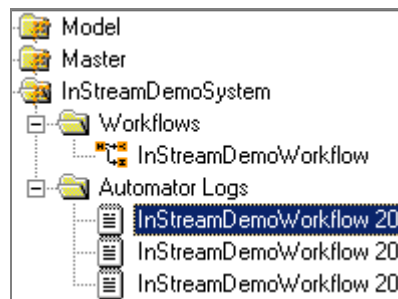 Model
Master
InStreamDemoSystem
Workflows
InStreamDemoWorkflow
Automator Logs
InStreamDemoWorkflow 20
InStreamDemoWorkflow 20
InStreamDemoWorkflow 20